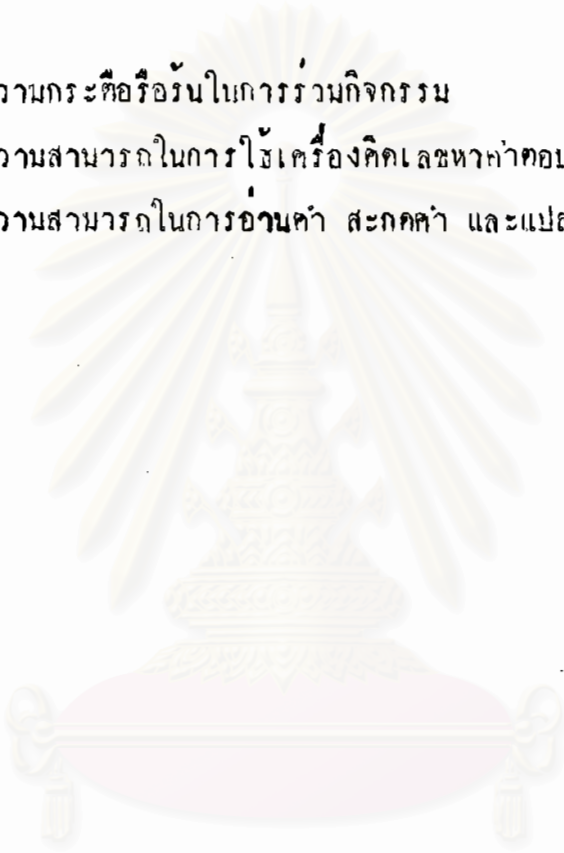 วามกระตือรือร้นในการร่วมกิจกรรม
วามสามารถในการใช้เครื่องคิดเลขหาคำตอบ
วามสามารถในการอ่านคำ สะกดคำ และแปล